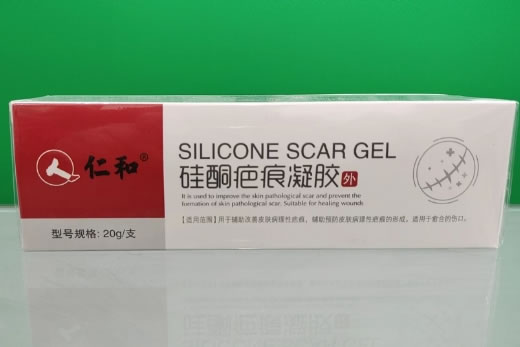 仁和®
型号规格: 20g/支
SILICONE SCAR GEL
硅酮疤痕凝胶 外
It is used to improve the skin pathological scar and prevent the
formation of skin pathological scar. Suitable for healing wounds.
【适用范围】用于辅助改善皮肤病理性疤痕，辅助预防皮肤病理性疤痕的形成。适用于愈合的伤口。